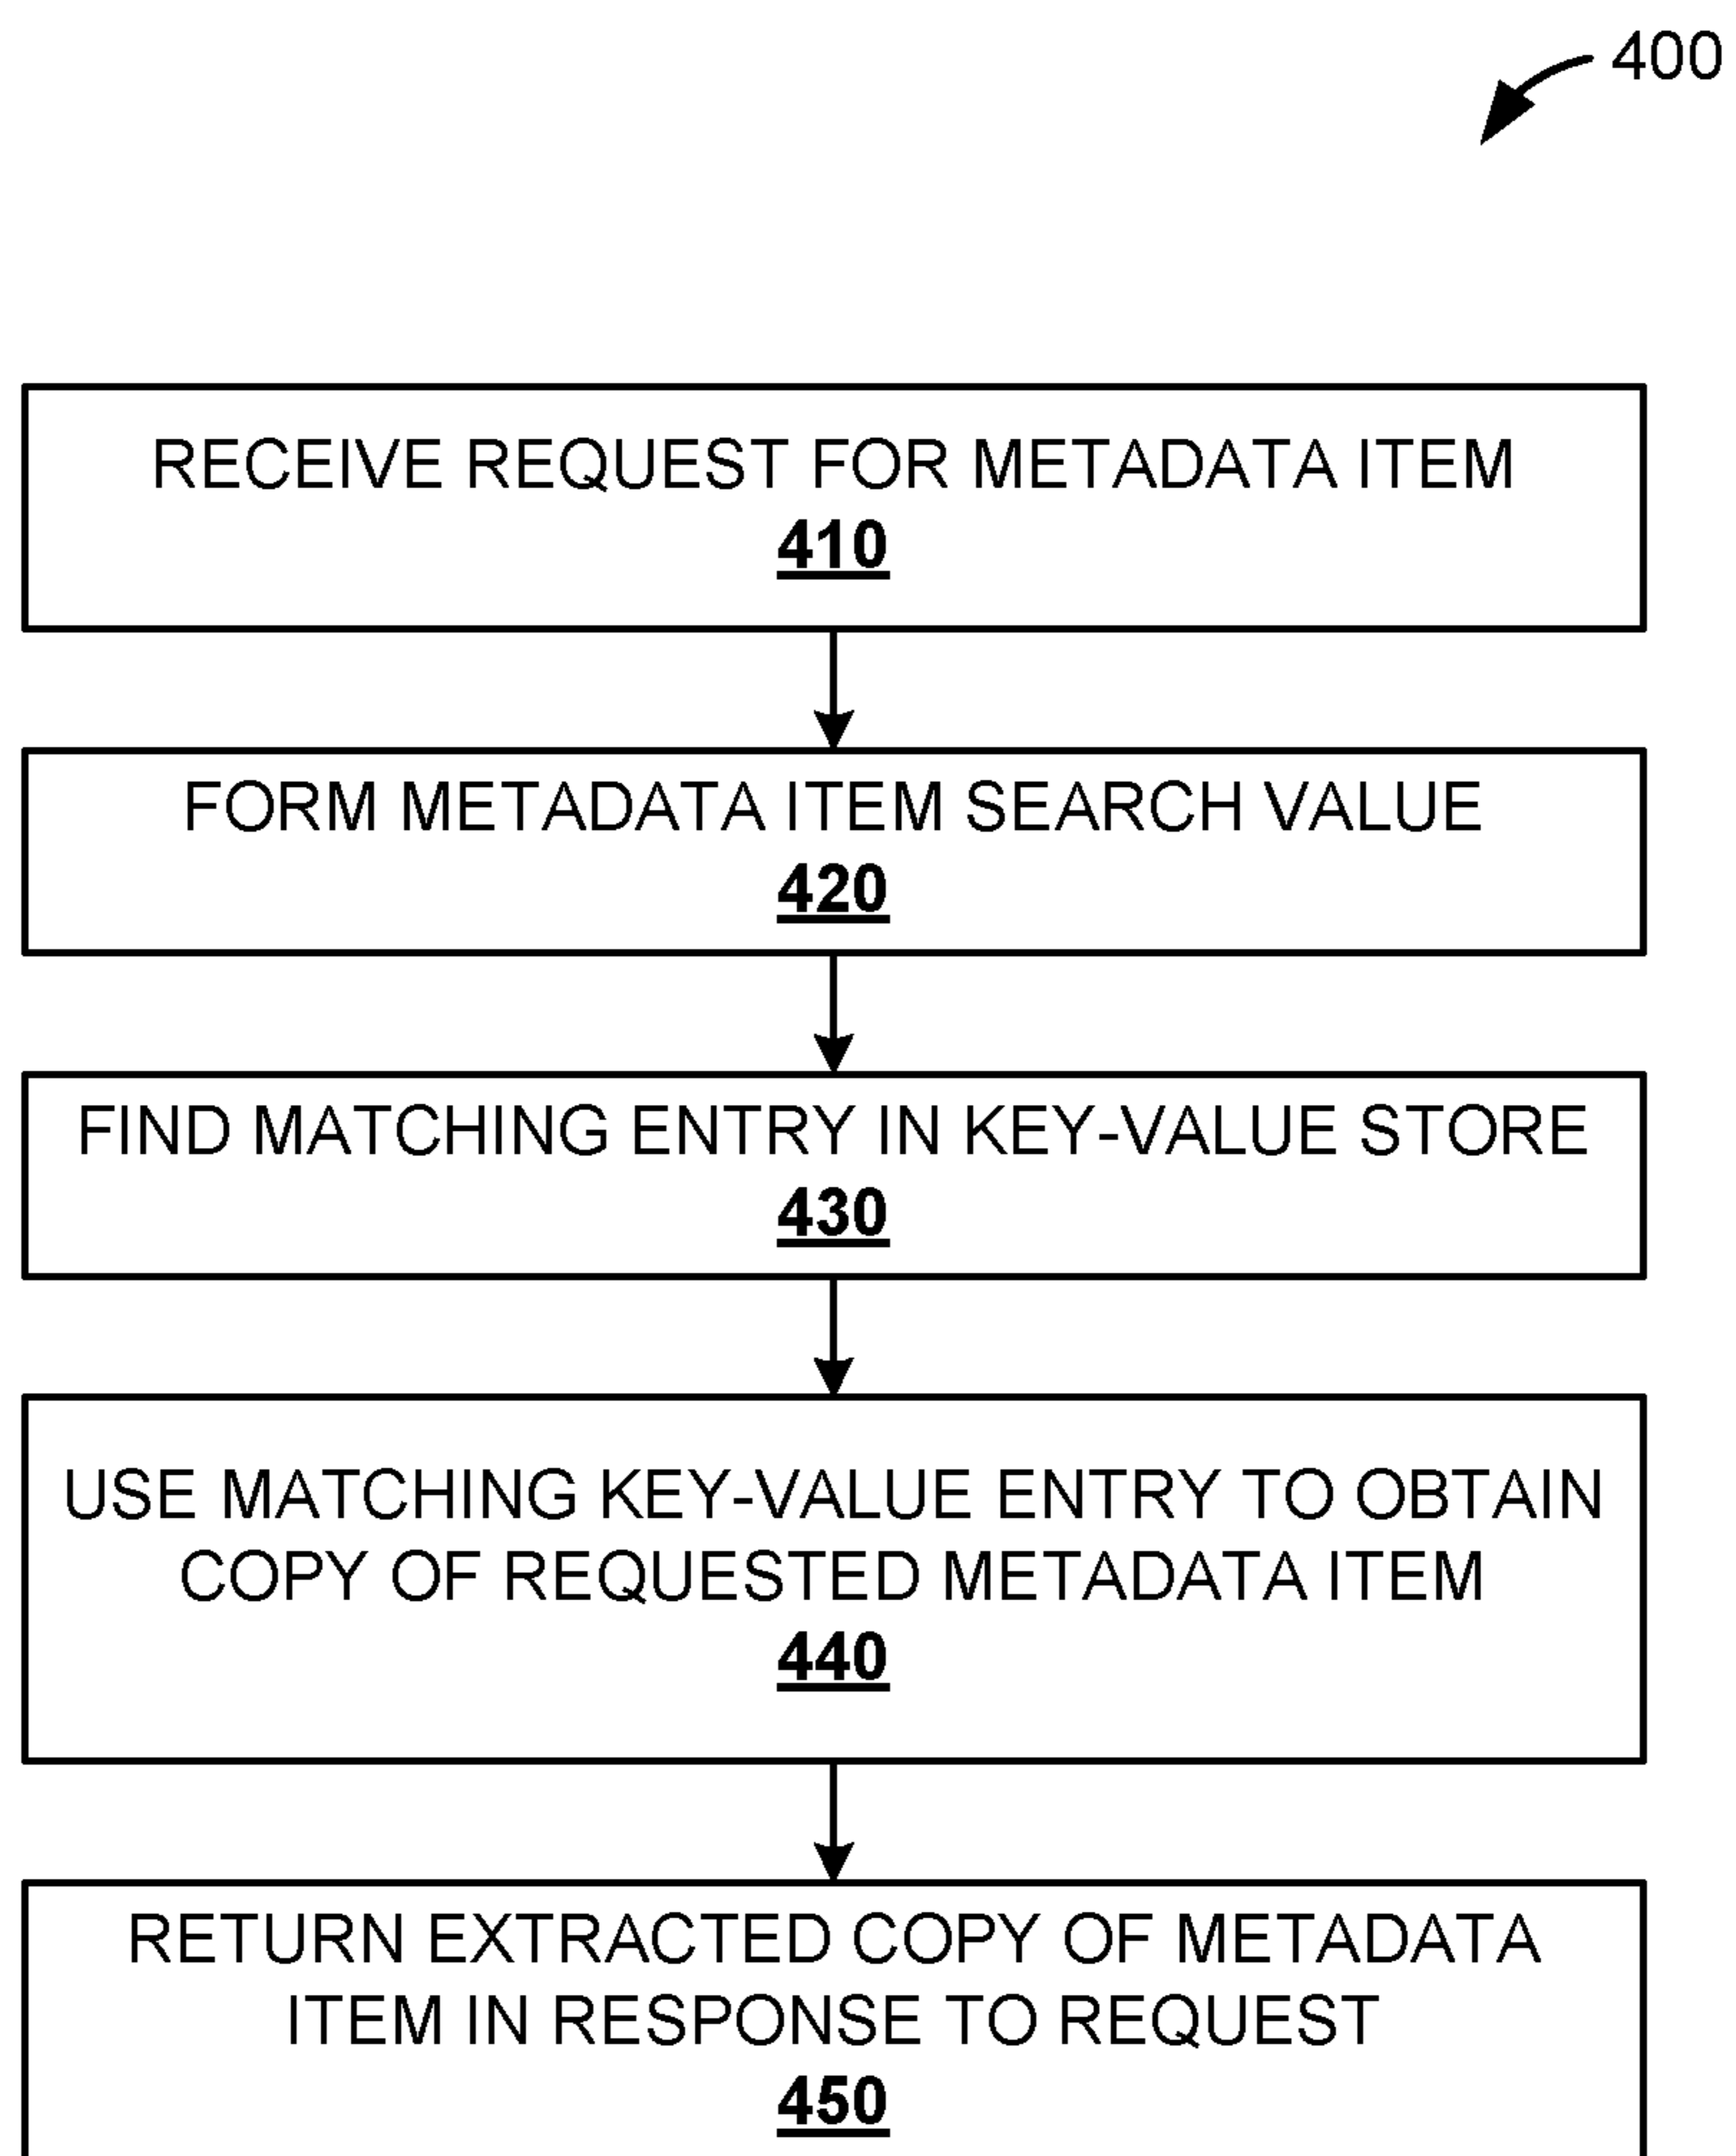 400
RECEIVE REQUEST FOR METADATA ITEM
410
FORM METADATA ITEM SEARCH VALUE
420
FIND MATCHING ENTRY IN KEY-VALUE STORE
430
USE MATCHING KEY-VALUE ENTRY TO OBTAIN
COPY OF REQUESTED METADATA ITEM
440
RETURN EXTRACTED COPY OF METADATA
ITEM IN RESPONSE TO REQUEST
450